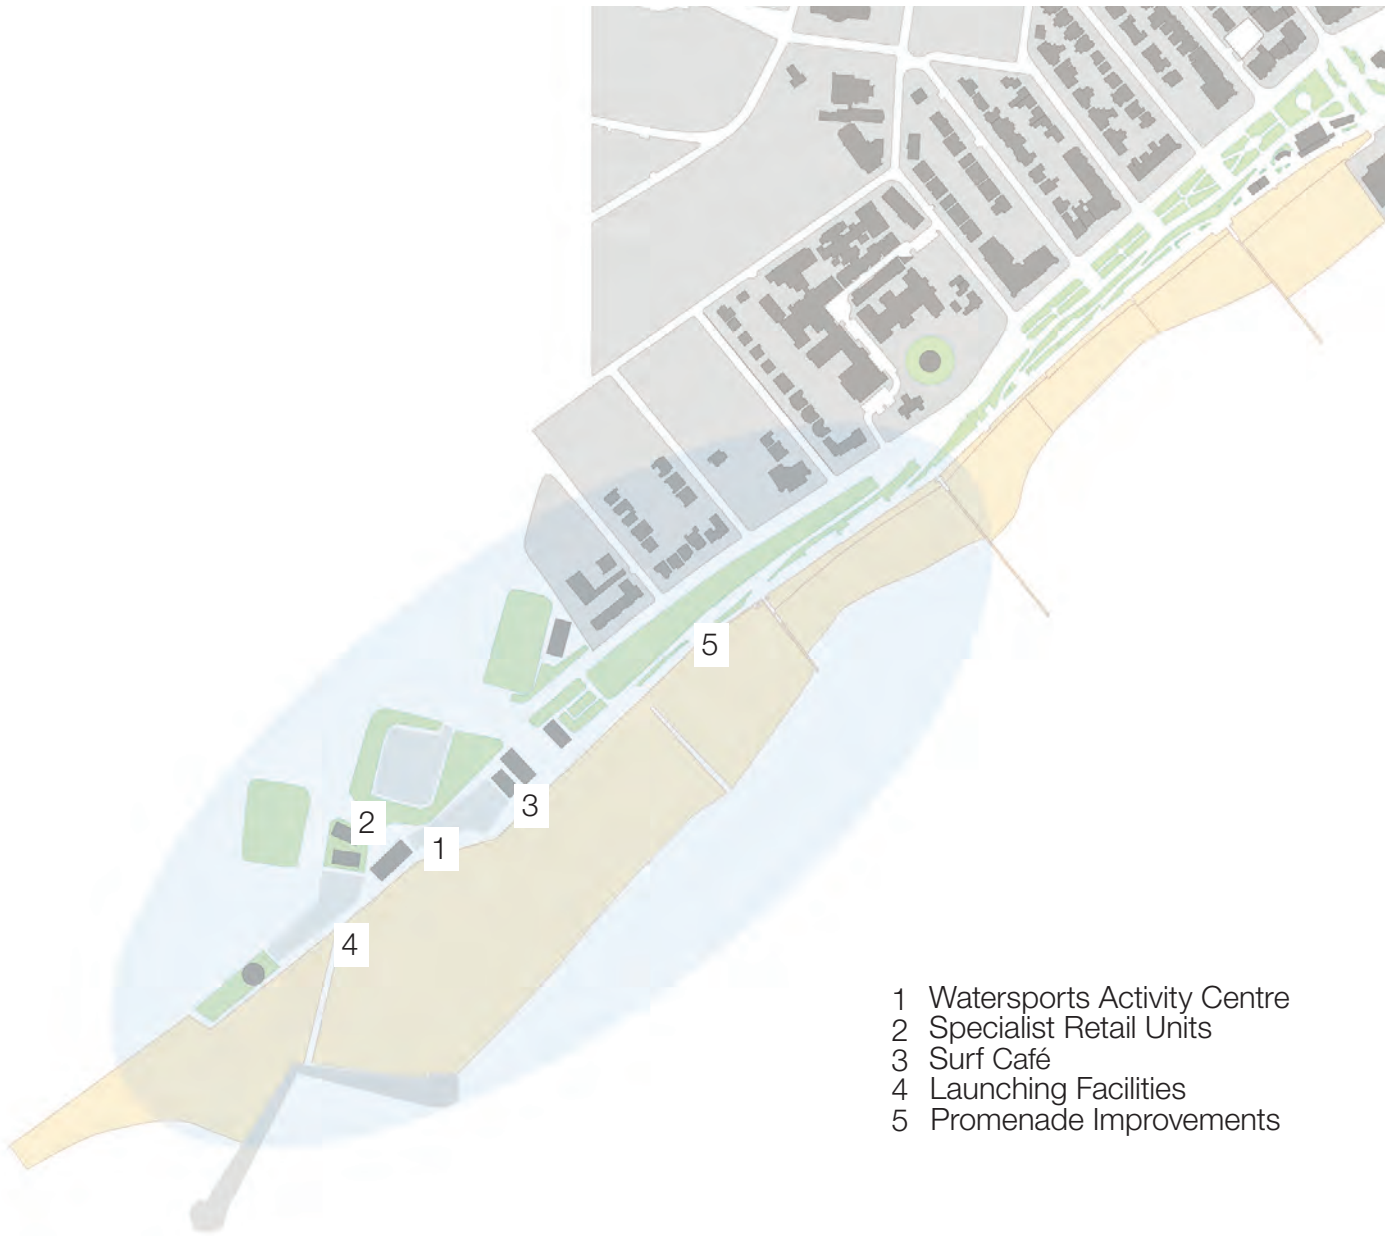 5
3
2
1
4
1 Watersports Activity Centre
2 Specialist Retail Units
3 Surf Café
4 Launching Facilities
5 Promenade Improvements